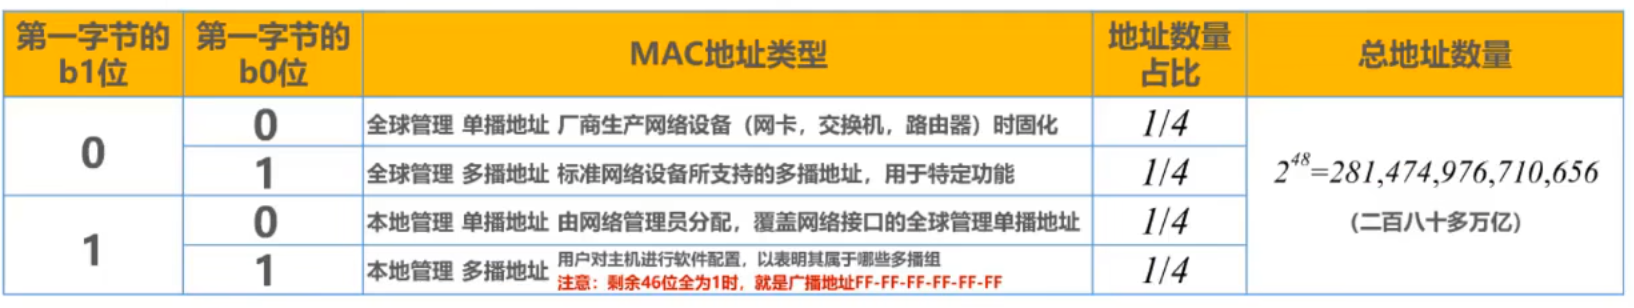 第一字节的
b1位
第一字节的
b0位
MAC地址类型
地址数量
占比
总地址数量
0
0
全球管理 单播地址 厂商生产网络设备（网卡，交换机，路由器）时固化
1/4
1
全球管理 多播地址 标准网络设备所支持的多播地址，用于特定功能
1/4
2^48=281,474,976,710,656
(二百八十多万亿)
1
0
本地管理 单播地址 由网络管理员分配，覆盖网络接口的全球管理单播地址
1/4
1
本地管理 多播地址
用户对主机进行软件配置，以表明其属于哪些多播组
注意：剩余46位全为1时，就是广播地址FF-FF-FF-FF-FF-FF
1/4